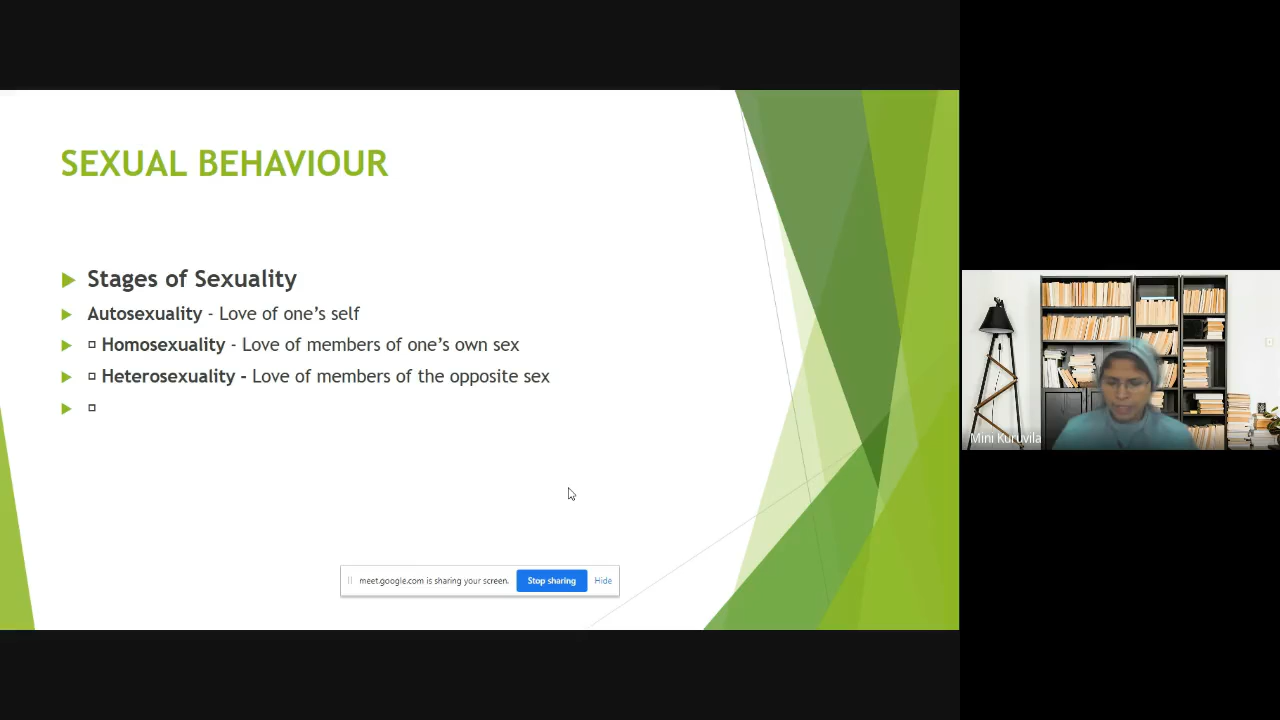 SEXUAL BEHAVIOUR
Stages of Sexuality
Autosexuality - Love of one’s self
Homosexuality - Love of members of one’s own sex
Heterosexuality - Love of members of the opposite sex
meet.google.com is sharing your screen. Stop sharing Hide
Mini Kuruvila